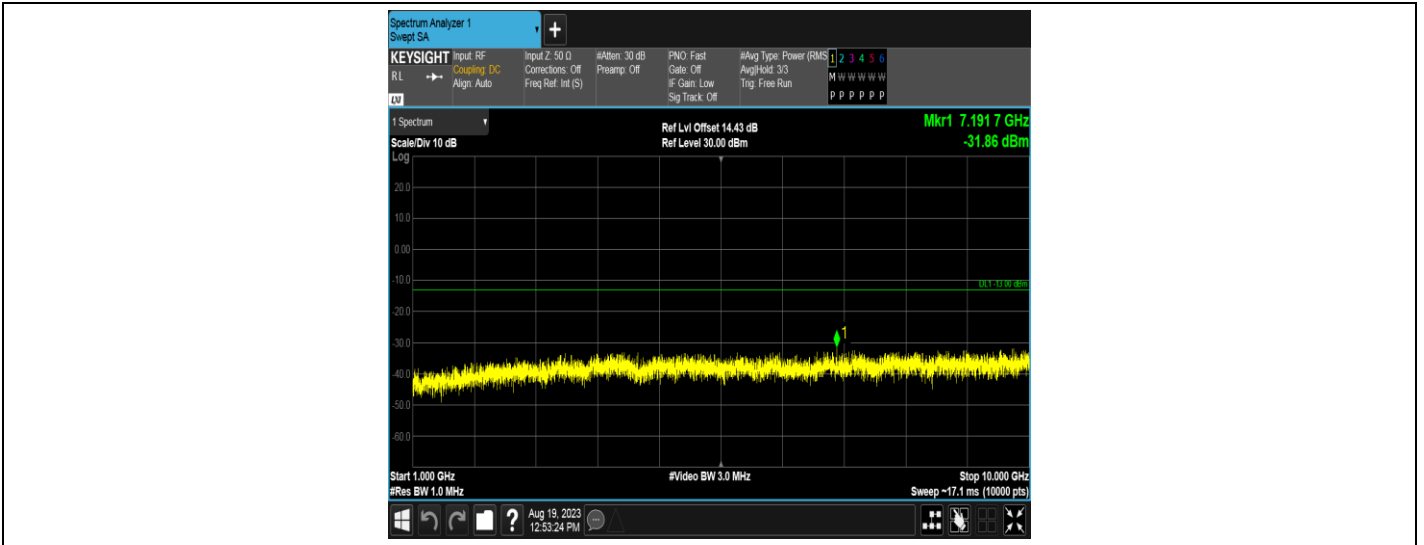 Spectrum Analyzer 1
Swept SA
+
KEYSIGHT
RL
LXI
Input: RF
Coupling: DC
Align: Auto
Input Z: 50 Ω
Corrections: Off
Freq Ref: Int (S)
#Atten: 30 dB
Preamp: Off
PNO: Fast
Gate: Off
IF Gain: Low
Sig Track: Off
#Avg Type: Power (RMS
Avg|Hold: 3/3
Trig: Free Run
1 2 3 4 5 6
M W W W W W
P P P P P P
1 Spectrum
Scale/Div 10 dB
Ref Lvl Offset 14.43 dB
Ref Level 30.00 dBm
Mkr1 7.191 7 GHz
-31.86 dBm
Log
20.0
10.0
0.00
-10.0
DL1 -13.00 dBm
-20.0
1
-30.0
-40.0
-50.0
-60.0
Start 1.000 GHz
#Video BW 3.0 MHz
Stop 10.000 GHz
#Res BW 1.0 MHz
Sweep ~17.1 ms (10000 pts)
?
Aug 19, 2023
12:53:24 PM